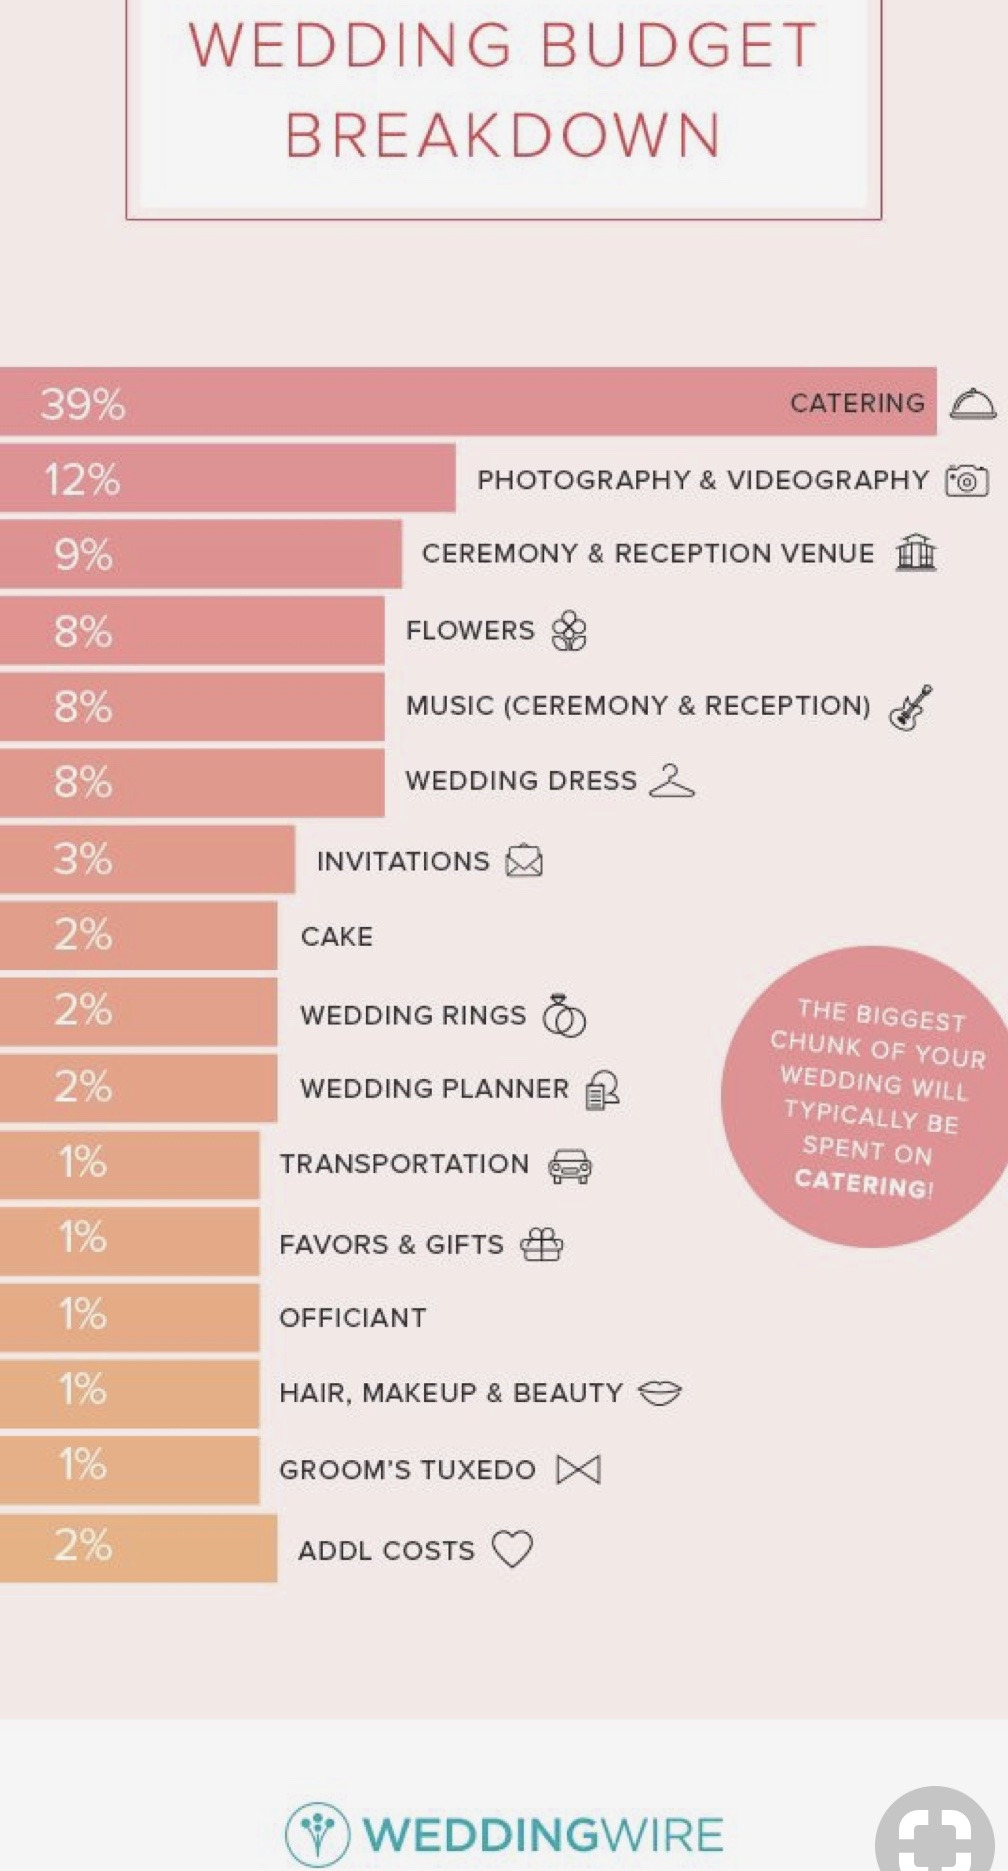 WEDDING BUDGET
BREAKDOWN
39% CATERING
12% PHOTOGRAPHY & VIDEOGRAPHY
9% CEREMONY & RECEPTION VENUE
8% FLOWERS
8% MUSIC (CEREMONY & RECEPTION)
8% WEDDING DRESS
3% INVITATIONS
2% CAKE
2% WEDDING RINGS
2% WEDDING PLANNER
1% TRANSPORTATION
1% FAVORS & GIFTS
1% OFFICIANT
1% HAIR, MAKEUP & BEAUTY
1% GROOM'S TUXEDO
2% ADDL COSTS
THE BIGGEST
CHUNK OF YOUR
WEDDING WILL
TYPICALLY BE
SPENT ON
CATERING!
WEDDINGWIRE